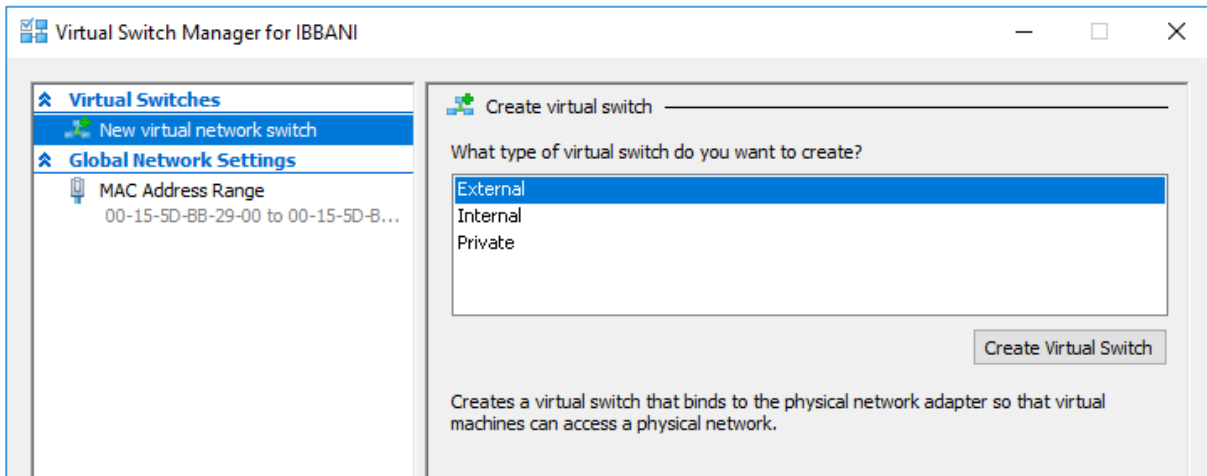 Virtual Switch Manager for IBBANI
Virtual Switches
New virtual network switch
Global Network Settings
MAC Address Range
00-15-5D-BB-29-00 to 00-15-5D-B...
Create virtual switch
What type of virtual switch do you want to create?
External
Internal
Private
Create Virtual Switch
Creates a virtual switch that binds to the physical network adapter so that virtual
machines can access a physical network.